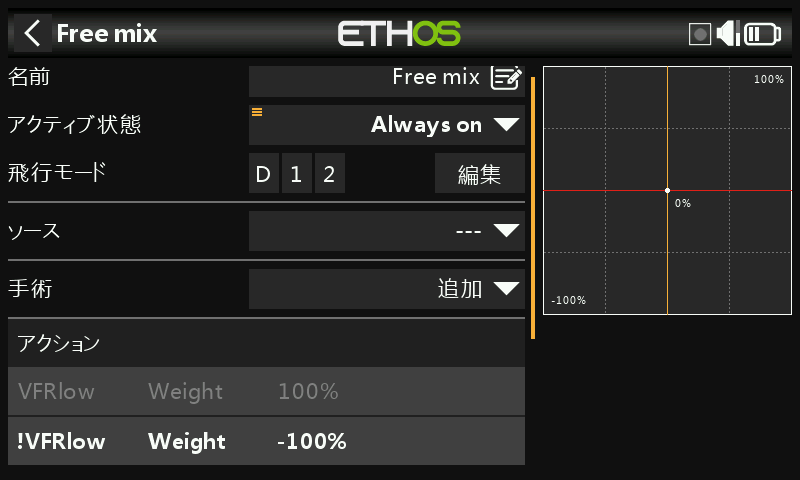 Free mix
ETHOS
名前 Free mix
アクティブ状態 Always on
飛行モード D 1 2 編集
ソース ---
手術 追加
アクション
VFRlow Weight 100%
!VFRlow Weight -100%
100%
0%
-100%